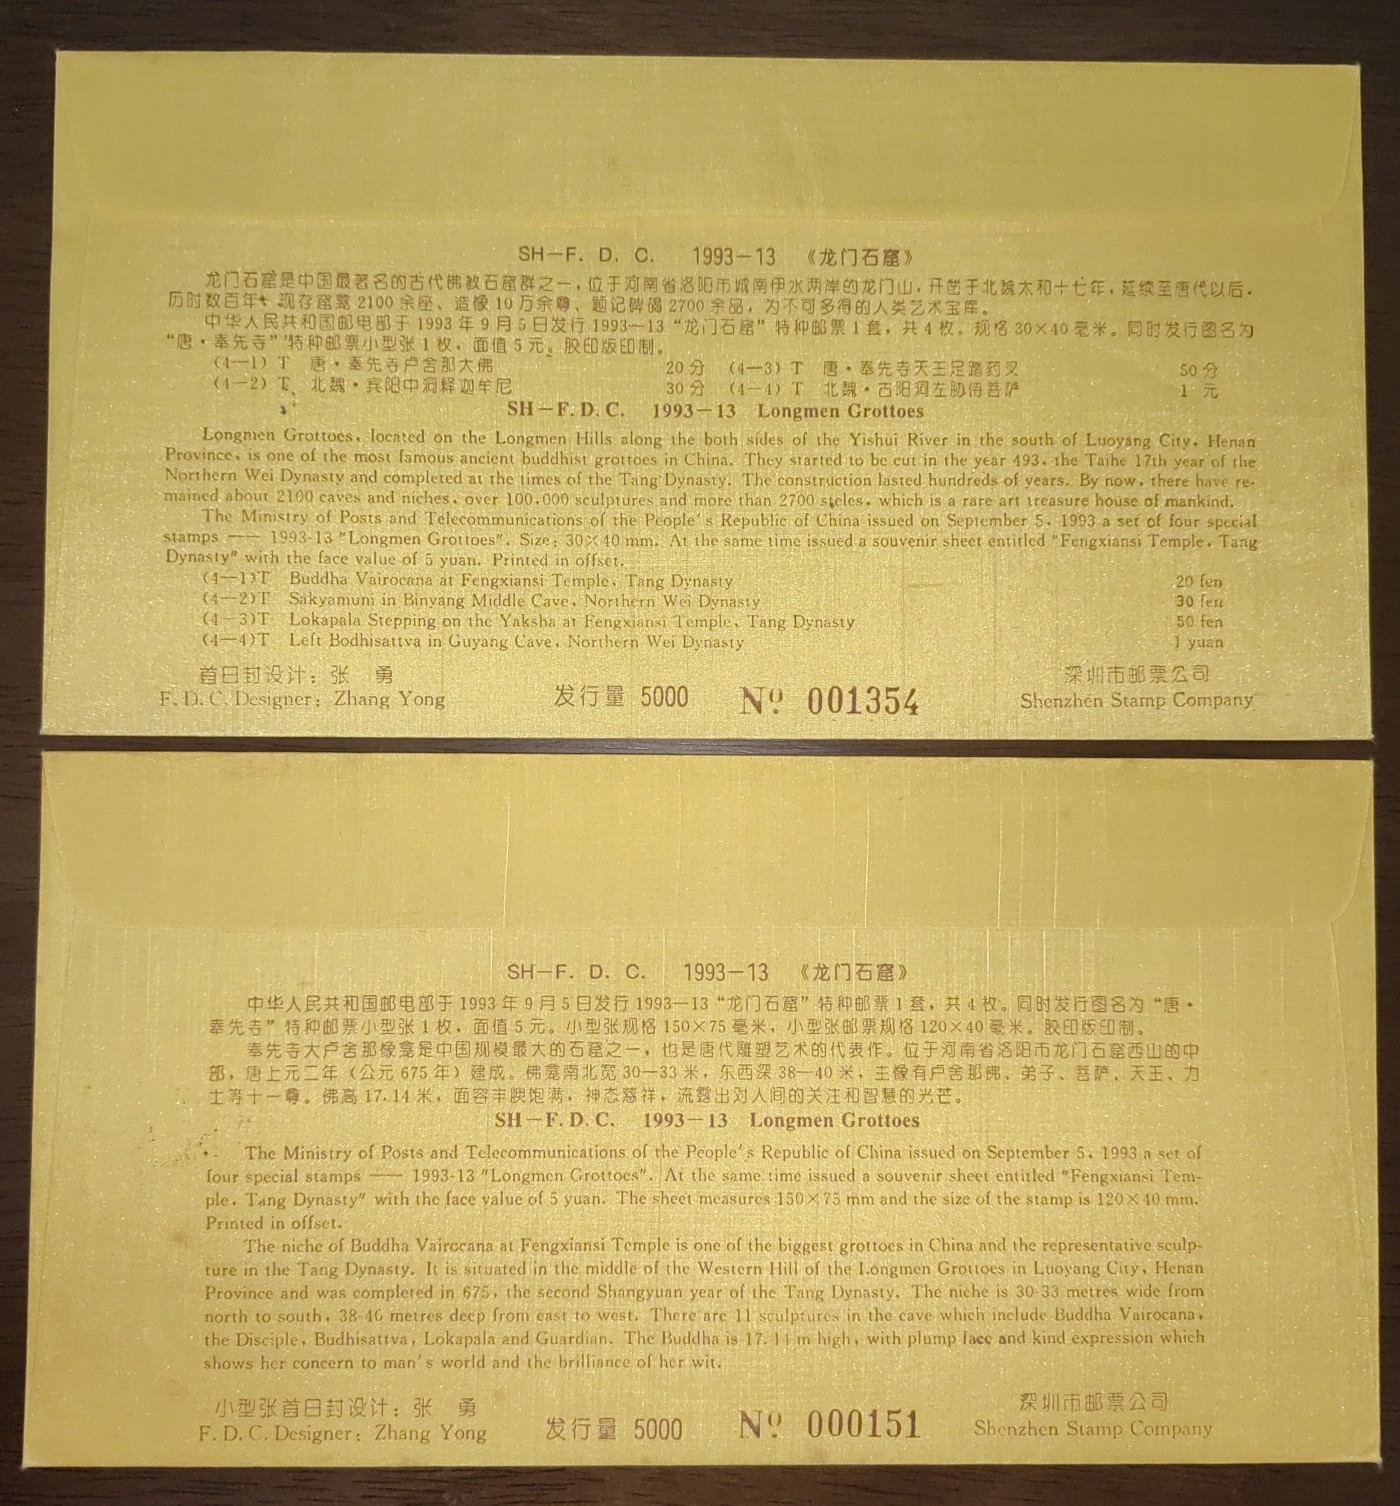 SH—F. D. C. 1993—13 《龙门石窟》
龙门石窟是中国最著名的古代佛教石窟群之一，位于河南省洛阳市城南伊水两岸的龙门山，开凿于北魏太和十七年，延续至唐代以后，
历时数百年，现存窟龛 2100 余座、造像 10 万余尊、题记碑碣 2700 余品，为不可多得的人类艺术宝库。
中华人民共和国邮电部于 1993 年 9 月 5 日发行 1993—13 “龙门石窟” 特种邮票 1 套，共 4 枚。规格 30×40 毫米。同时发行图名为
“唐·奉先寺” 特种邮票小型张 1 枚，面值 5 元。胶印版印制。
(4—1) T 唐·奉先寺卢舍那大佛 20 分 (4—3) T 唐·奉先寺天王足踏药叉 50 分
(4—2) T 北魏·宾阳中洞释迦牟尼 30 分 (4—4) T 北魏·古阳洞左胁侍菩萨 1 元
SH—F. D. C. 1993—13 Longmen Grottoes
Longmen Grottoes, located on the Longmen Hills along the both sides of the Yishui River in the south of Luoyang City, Henan
Province, is one of the most famous ancient buddhist grottoes in China. They started to be cut in the year 493, the Taihe 17th year of the
Northern Wei Dynasty and completed at the times of the Tang Dynasty. The construction lasted hundreds of years. By now, there have re-
mained about 2100 caves and niches, over 100,000 sculptures and more than 2700 steles, which is a rare art treasure house of mankind.
The Ministry of Posts and Telecommunications of the People's Republic of China issued on September 5, 1993 a set of four special
stamps —— 1993-13 "Longmen Grottoes". Size: 30×40 mm. At the same time issued a souvenir sheet entitled "Fengxiansi Temple, Tang
Dynasty" with the face value of 5 yuan. Printed in offset.
(4—1)T Buddha Vairocana at Fengxiansi Temple, Tang Dynasty 20 fen
(4—2)T Sakyamuni in Binyang Middle Cave, Northern Wei Dynasty 30 fen
(4—3)T Lokapala Stepping on the Yaksha at Fengxiansi Temple, Tang Dynasty 50 fen
(4—4)T Left Bodhisattva in Guyang Cave, Northern Wei Dynasty 1 yuan
首日封设计：张 勇 深圳市邮票公司
F. D. C. Designer: Zhang Yong 发行量 5000 Nº 001354 Shenzhen Stamp Company
SH—F. D. C. 1993—13 《龙门石窟》
中华人民共和国邮电部于 1993 年 9 月 5 日发行 1993—13 “龙门石窟” 特种邮票 1 套，共 4 枚。同时发行图名为 “唐·
奉先寺” 特种邮票小型张 1 枚，面值 5 元。小型张规格 150×75 毫米，小型张邮票规格 120×40 毫米。胶印版印制。
奉先寺大卢舍那像龛是中国规模最大的石窟之一，也是唐代雕塑艺术的代表作。位于河南省洛阳市龙门石窟西山的中
部，唐上元二年（公元 675 年）建成。佛龛南北宽 30—33 米，东西深 38—40 米，主像有卢舍那佛、弟子、菩萨、天王、力
士等十一尊。佛高 17.14 米，面容丰腴饱满，神态慈祥，流露出对人间的关注和智慧的光芒。
SH—F. D. C. 1993—13 Longmen Grottoes
The Ministry of Posts and Telecommunications of the People's Republic of China issued on September 5, 1993 a set of
four special stamps —— 1993-13 "Longmen Grottoes". At the same time issued a souvenir sheet entitled "Fengxiansi Tem-
ple, Tang Dynasty" with the face value of 5 yuan. The sheet measures 150×75 mm and the size of the stamp is 120×40 mm.
Printed in offset.
The niche of Buddha Vairocana at Fengxiansi Temple is one of the biggest grottoes in China and the representative sculp-
ture in the Tang Dynasty. It is situated in the middle of the Western Hill of the Longmen Grottoes in Luoyang City, Henan
Province and was completed in 675, the second Shangyuan year of the Tang Dynasty. The niche is 30-33 metres wide from
north to south, 38-40 metres deep from east to west. There are 11 sculptures in the cave which include Buddha Vairocana,
the Disciple, Budhisattva, Lokapala and Guardian. The Buddha is 17.14 m high, with plump face and kind expression which
shows her concern to man's world and the brilliance of her wit.
小型张首日封设计：张 勇 深圳市邮票公司
F. D. C. Designer: Zhang Yong 发行量 5000 Nº 000151 Shenzhen Stamp Company